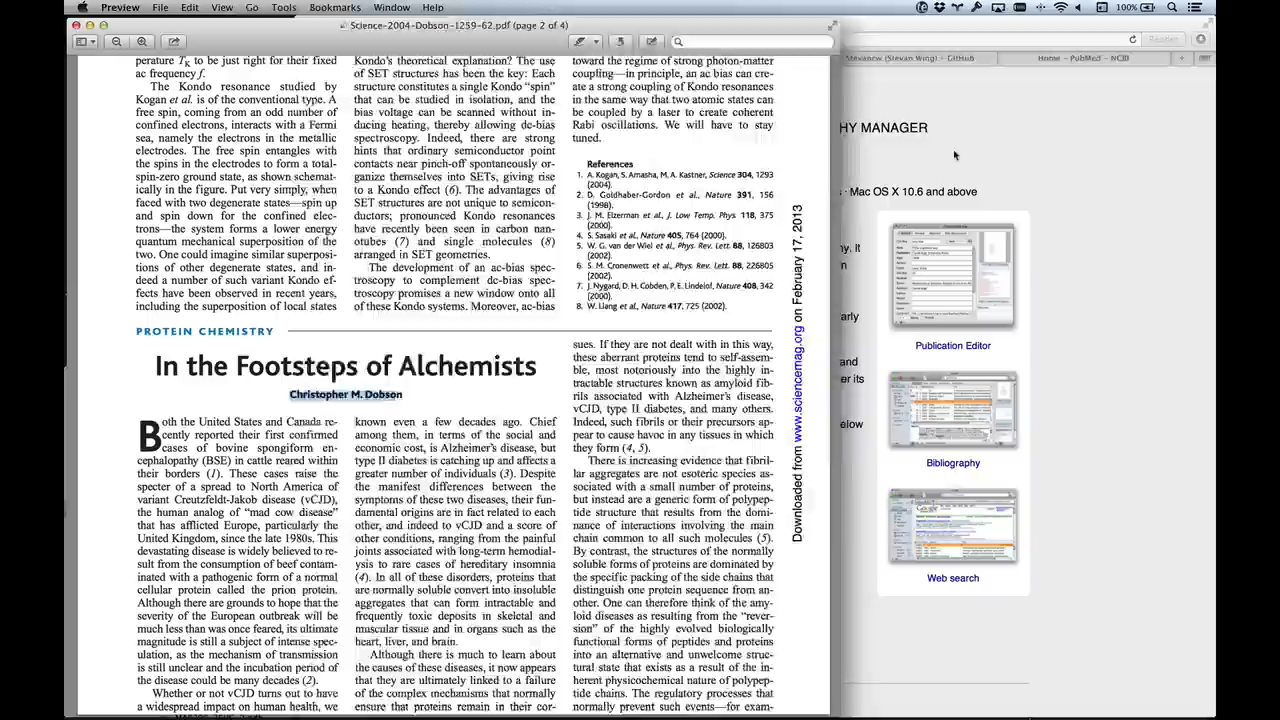 Preview File Edit View Go Tools Bookmarks Window Help
100%
Science-2004-Dobson-1259-62.pdf (page 2 of 4)
Reader
Stevancw (Stevan Wing) - GitHub
Home - PubMed - NCBI
perature TK to be just right for their fixed
ac frequency f.
The Kondo resonance studied by
Kogan et al. is of the conventional type. A
free spin, coming from an odd number of
confined electrons, interacts with a Fermi
sea, namely the electrons in the metallic
electrodes. The free spin entangles with
the spins in the electrodes to form a total-
spin-zero ground state, as shown schemat-
ically in the figure. Put very simply, when
faced with two degenerate states—spin up
and spin down for the confined elec-
trons—the system forms a lower energy
quantum mechanical superposition of the
two. One could imagine similar superposi-
tions of other degenerate states, and in-
deed a number of such variant Kondo ef-
fects have been observed in recent years,
including the superposition of local states
Kondo's theoretical explanation? The use
of SET structures has been the key: Each
structure constitutes a single Kondo "spin"
that can be studied in isolation, and the
bias voltage can be scanned without in-
ducing heating, thereby allowing dc-bias
spectroscopy. Indeed, there are strong
hints that ordinary semiconductor point
contacts near pinch-off spontaneously or-
ganize themselves into SETs, giving rise
to a Kondo effect (6). The advantages of
SET structures are not unique to semicon-
ductors; pronounced Kondo resonances
have recently been seen in carbon nan-
otubes (7) and single molecules (8)
arranged in SET geometries.
The development of an ac-bias spec-
troscopy to complement dc-bias spec-
troscopy promises a new window onto all
of these Kondo systems. Moreover, ac-bias
toward the regime of strong photon-matter
coupling—in principle, an ac bias can cre-
ate a strong coupling of Kondo resonances
in the same way that two atomic states can
be coupled by a laser to create coherent
Rabi oscillations. We will have to stay
tuned.
References
1. A. Kogan, S. Amasha, M. A. Kastner, Science 304, 1293
(2004).
2. D. Goldhaber-Gordon et al., Nature 391, 156
(1998).
3. J. M. Elzerman et al., J. Low Temp. Phys. 118, 375
(2000).
4. S. Sasaki et al., Nature 405, 764 (2000).
5. W. G. van der Wiel et al., Phys. Rev. Lett. 88, 126803
(2002).
6. S. M. Cronenwett et al., Phys. Rev. Lett. 88, 226805
(2002).
7. J. Nygard, D. H. Cobden, P. E. Lindelof, Nature 408, 342
(2000).
8. W. Liang et al., Nature 417, 725 (2002).
PROTEIN CHEMISTRY
In the Footsteps of Alchemists
Christopher M. Dobson
Both the United States and Canada re-
cently reported their first confirmed
cases of bovine spongiform en-
cephalopathy (BSE) in cattle reared within
their borders (1). These cases raise the
specter of a spread to North America of
variant Creutzfeldt-Jakob disease (vCJD),
the human analog of "mad cow disease"
that has afflicted Europe, particularly the
United Kingdom, since the 1980s. This
devastating disease is widely believed to re-
sult from the consumption of beef contam-
inated with a pathogenic form of a normal
cellular protein called the prion protein.
Although there are grounds to hope that the
severity of the European outbreak will be
much less than was once feared, its ultimate
magnitude is still a subject of intense spec-
ulation, as the mechanism of transmission
is still unclear and the incubation period of
the disease could be many decades (2).
Whether or not vCJD turns out to have
a widespread impact on human health, we
known even a few decades ago. Chief
among them, in terms of the social and
economic cost, is Alzheimer's disease, but
type II diabetes is catching up and affects a
greater number of individuals (3). Despite
the manifest differences between the
symptoms of these two diseases, their fun-
damental origins are in fact related to each
other, and indeed to vCJD and a score of
other conditions, ranging from the painful
joints associated with long-term hemodial-
ysis to rare cases of hereditary insomnia
(4). In all of these disorders, proteins that
are normally soluble convert into insoluble
aggregates that can form intractable and
frequently toxic deposits in skeletal and
muscular tissue and in organs such as the
heart, liver, and brain.
Although there is much to learn about
the causes of these diseases, it now appears
that they are ultimately linked to a failure
of the complex mechanisms that normally
ensure that proteins remain in their cor-
sues. If they are not dealt with in this way,
these aberrant proteins tend to self-assem-
ble, most notoriously into the highly in-
tractable structures known as amyloid fib-
rils associated with Alzheimer's disease,
vCJD, type II diabetes, and many others.
Indeed, such fibrils or their precursors ap-
pear to cause havoc in any tissues in which
they form (4, 5).
There is increasing evidence that fibril-
lar aggregates are not esoteric species as-
sociated with a small number of proteins,
but instead are a generic form of polypep-
tide structure that results from the domi-
nance of interactions involving the main
chain common to all such molecules (5).
By contrast, the structures of the normally
soluble forms of proteins are dominated by
the specific packing of the side chains that
distinguish one protein sequence from an-
other. One can therefore think of the amy-
loid diseases as resulting from the "rever-
sion" of the highly evolved biologically
functional forms of peptides and proteins
into an alternative and unwelcome struc-
tural state that exists as a result of the in-
herent physicochemical nature of polypep-
tide chains. The regulatory processes that
normally prevent such events—for exam-
Downloaded from www.sciencemag.org on February 17, 2013
HY MANAGER
· Mac OS X 10.6 and above
hy. It
n
arly
and
er its
elow
Publication Editor
Bibliography
Web search